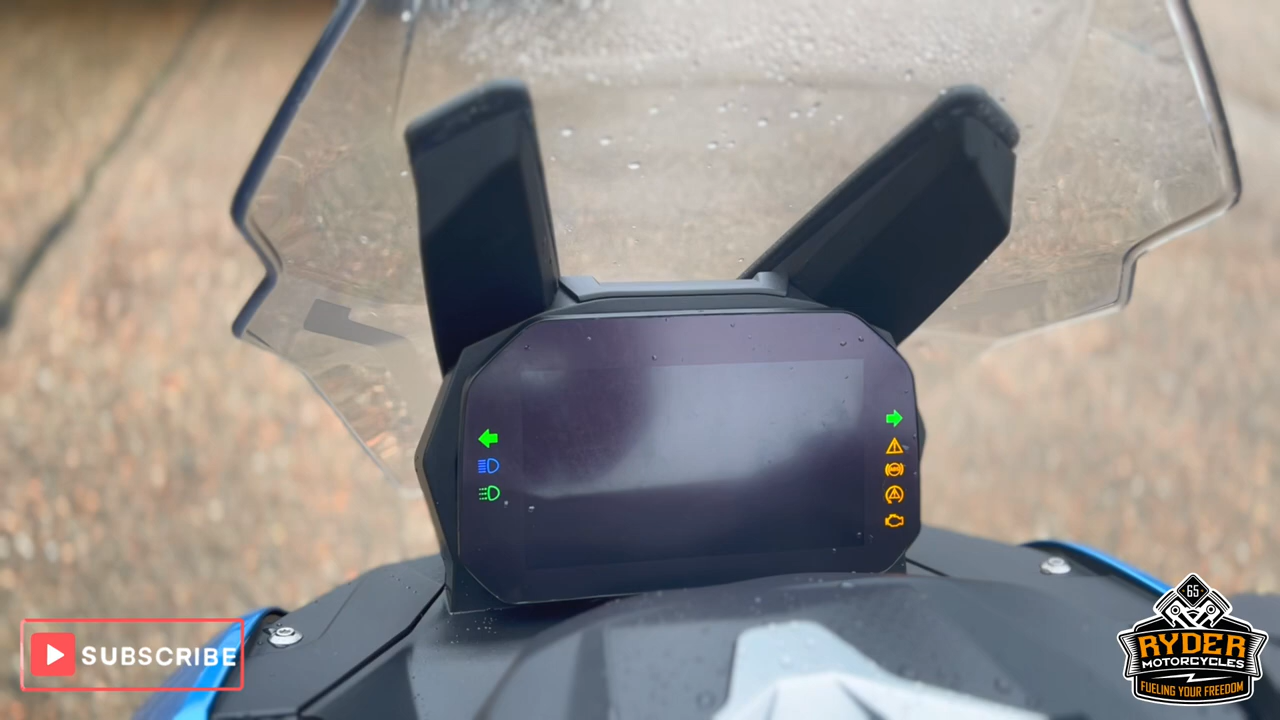 SUBSCRIBE
65
RYDER
MOTORCYCLES
FUELING YOUR FREEDOM